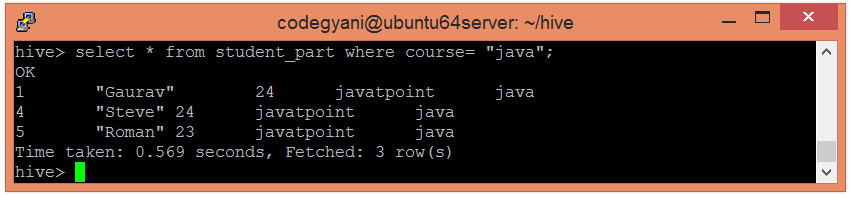 codegyani@ubuntu64server: ~/hive
hive> select * from student_part where course= "java";
OK
1 "Gaurav" 24 javatpoint java
4 "Steve" 24 javatpoint java
5 "Roman" 23 javatpoint java
Time taken: 0.569 seconds, Fetched: 3 row(s)
hive>